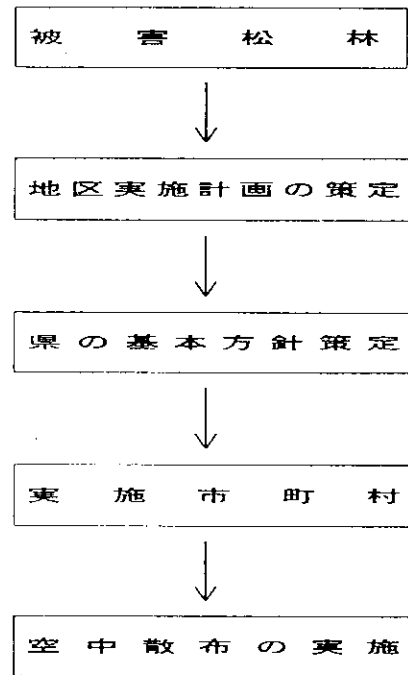 被害松林
地区実施計画の策定
県の基本方針策定
実施市町村
空中散布の実施